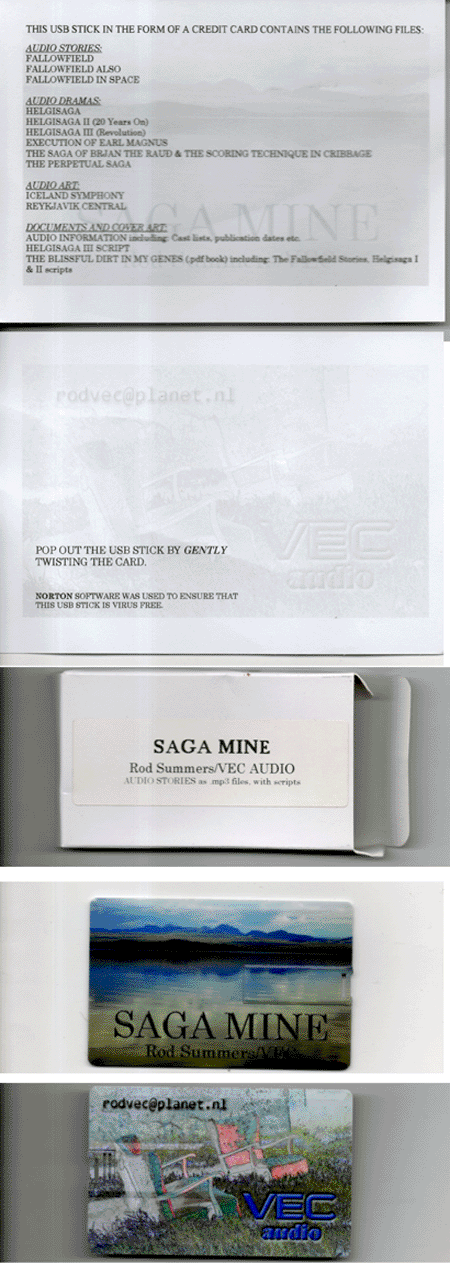 THIS USB STICK IN THE FORM OF A CREDIT CARD CONTAINS THE FOLLOWING FILES:
AUDIO STORIES:
FALLOWFIELD
FALLOWFIELD ALSO
FALLOWFIELD IN SPACE
AUDIO DRAMAS:
HELGISAGA
HELGISAGA II (20 Years On)
HELGISAGA III (Revolution)
EXECUTION OF EARL MAGNUS
THE SAGA OF BRJAN THE RAUD & THE SCORING TECHNIQUE IN CRIBBAGE
THE PERPETUAL SAGA
AUDIO ART:
ICELAND SYMPHONY
REYKJAVIK CENTRAL
SAGA MINE
DOCUMENTS AND COVER ART:
AUDIO INFORMATION including: Cast lists, publication dates etc.
HELGISAGA III SCRIPT
THE BLISSFUL DIRT IN MY GENES (.pdf book) including: The Fallowfield Stories, Helgisaga I
& II scripts
rodvec@planet.nl
VEC
audio
POP OUT THE USB STICK BY GENTLY
TWISTING THE CARD.
NORTON SOFTWARE WAS USED TO ENSURE THAT
THIS USB STICK IS VIRUS FREE.
SAGA MINE
Rod Summers/VEC AUDIO
AUDIO STORIES as .mp3 files, with scripts
SAGA MINE
Rod Summers/VEC
rodvec@planet.nl
VEC
audio